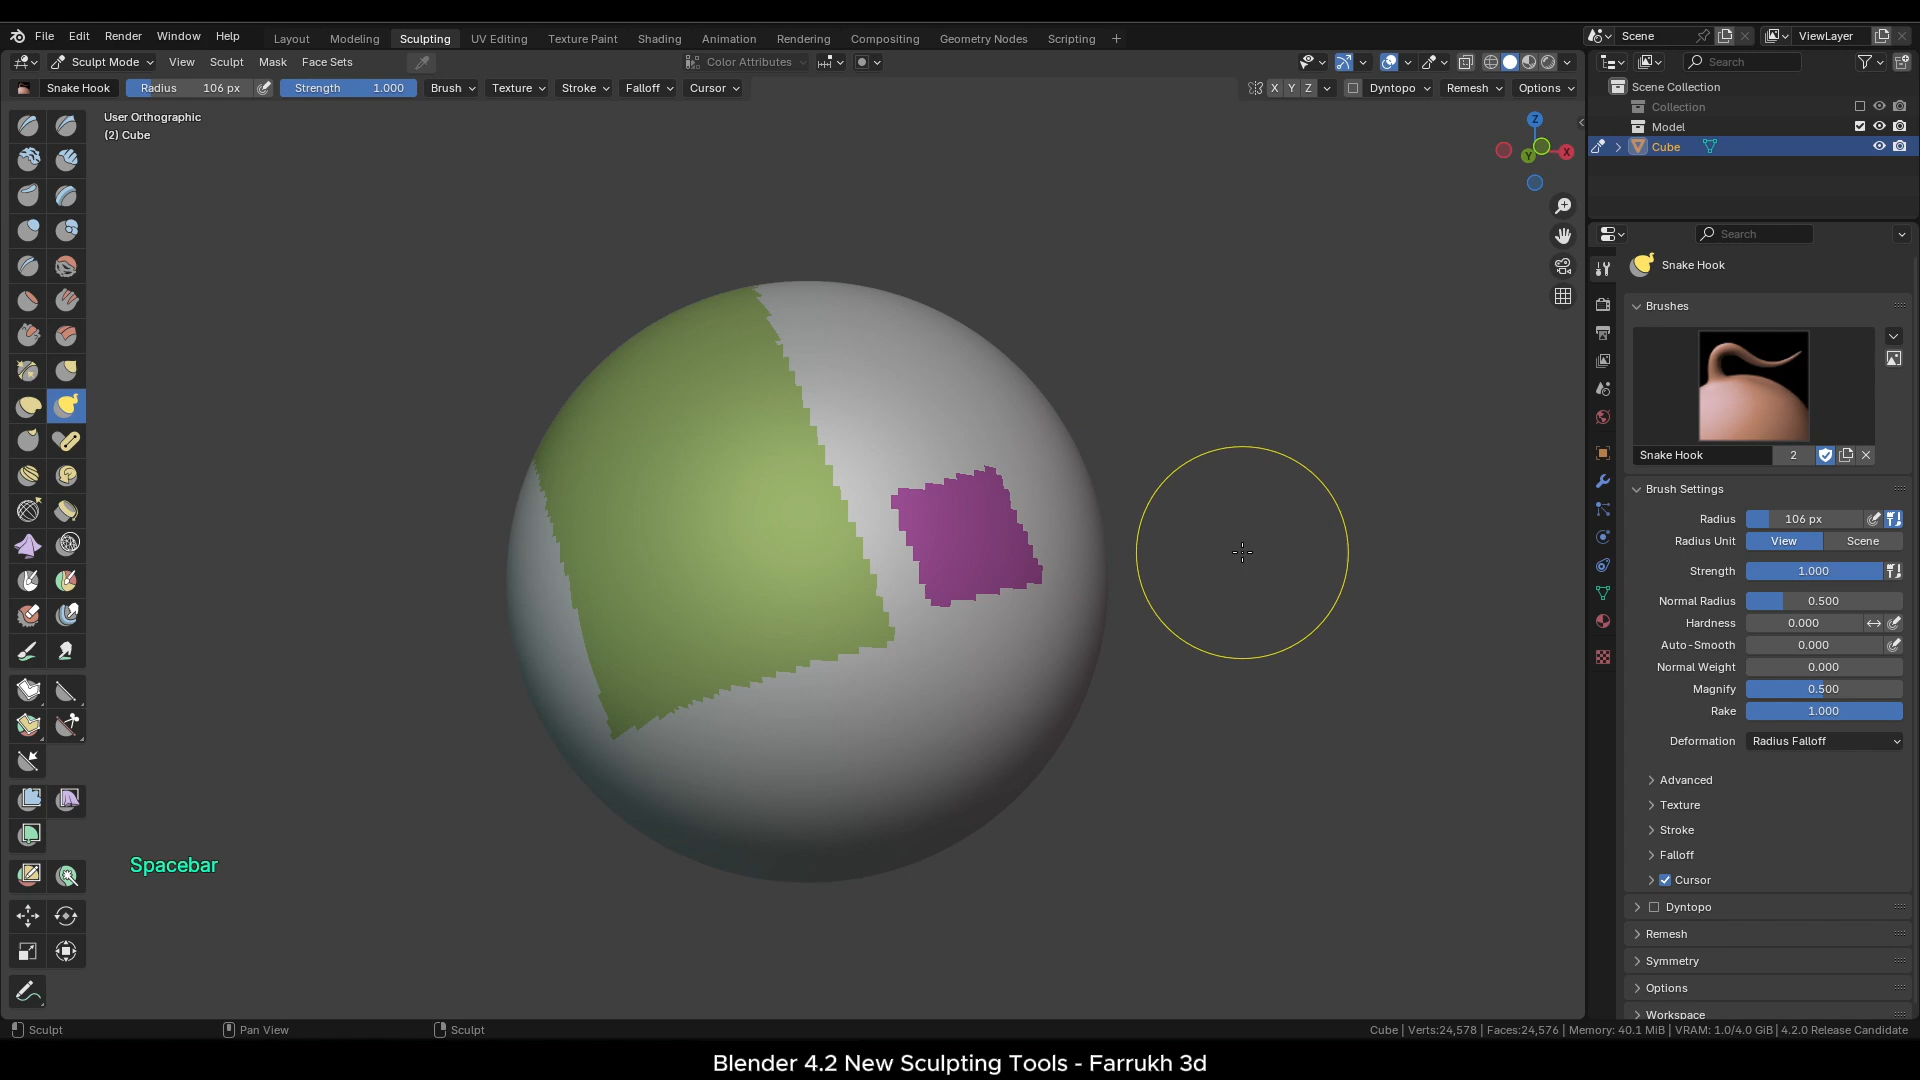 File Edit Render Window Help Layout Modeling Sculpting UV Editing Texture Paint Shading Animation Rendering Compositing Geometry Nodes Scripting + Scene ViewLayer
Sculpt Mode View Sculpt Mask Face Sets Color Attributes Search
Snake Hook Radius 106 px Strength 1.000 Brush Texture Stroke Falloff Cursor X Y Z Dyntopo Remesh Options
User Orthographic
(2) Cube
Z
X
Y
Scene Collection
Collection
Model
Cube
Search
Snake Hook
Brushes
Snake Hook 2
Brush Settings
Radius 106 px
Radius Unit View Scene
Strength 1.000
Normal Radius 0.500
Hardness 0.000
Auto-Smooth 0.000
Normal Weight 0.000
Magnify 0.500
Rake 1.000
Deformation Radius Falloff
Advanced
Texture
Stroke
Falloff
Cursor
Dyntopo
Remesh
Symmetry
Options
Workspace
Spacebar
Sculpt Pan View Sculpt Cube | Verts:24,578 | Faces:24,576 | Memory: 40.1 MiB | VRAM: 1.0/4.0 GiB | 4.2.0 Release Candidate
Blender 4.2 New Sculpting Tools - Farrukh 3d